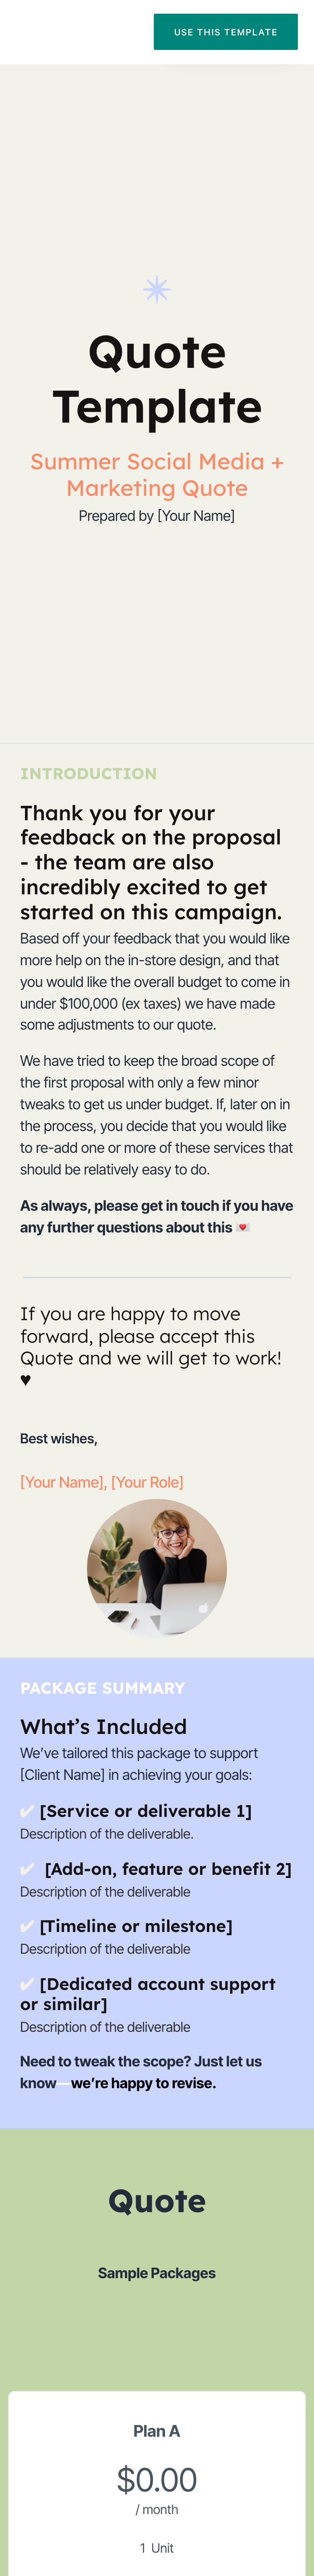 USE THIS TEMPLATE
Quote
Template
Summer Social Media +
Marketing Quote
Prepared by [Your Name]
INTRODUCTION
Thank you for your
feedback on the proposal
- the team are also
incredibly excited to get
started on this campaign.
Based off your feedback that you would like
more help on the in-store design, and that
you would like the overall budget to come in
under $100,000 (ex taxes) we have made
some adjustments to our quote.
We have tried to keep the broad scope of
the first proposal with only a few minor
tweaks to get us under budget. If, later on in
the process, you decide that you would like
to re-add one or more of these services that
should be relatively easy to do.
As always, please get in touch if you have
any further questions about this 💌
If you are happy to move
forward, please accept this
Quote and we will get to work!
♥
Best wishes,
[Your Name], [Your Role]
PACKAGE SUMMARY
What’s Included
We’ve tailored this package to support
[Client Name] in achieving your goals:
✔ [Service or deliverable 1]
Description of the deliverable.
✔ [Add-on, feature or benefit 2]
Description of the deliverable
✔ [Timeline or milestone]
Description of the deliverable
✔ [Dedicated account support
or similar]
Description of the deliverable
Need to tweak the scope? Just let us
know—we’re happy to revise.
Quote
Sample Packages
Plan A
$0.00
/ month
1 Unit